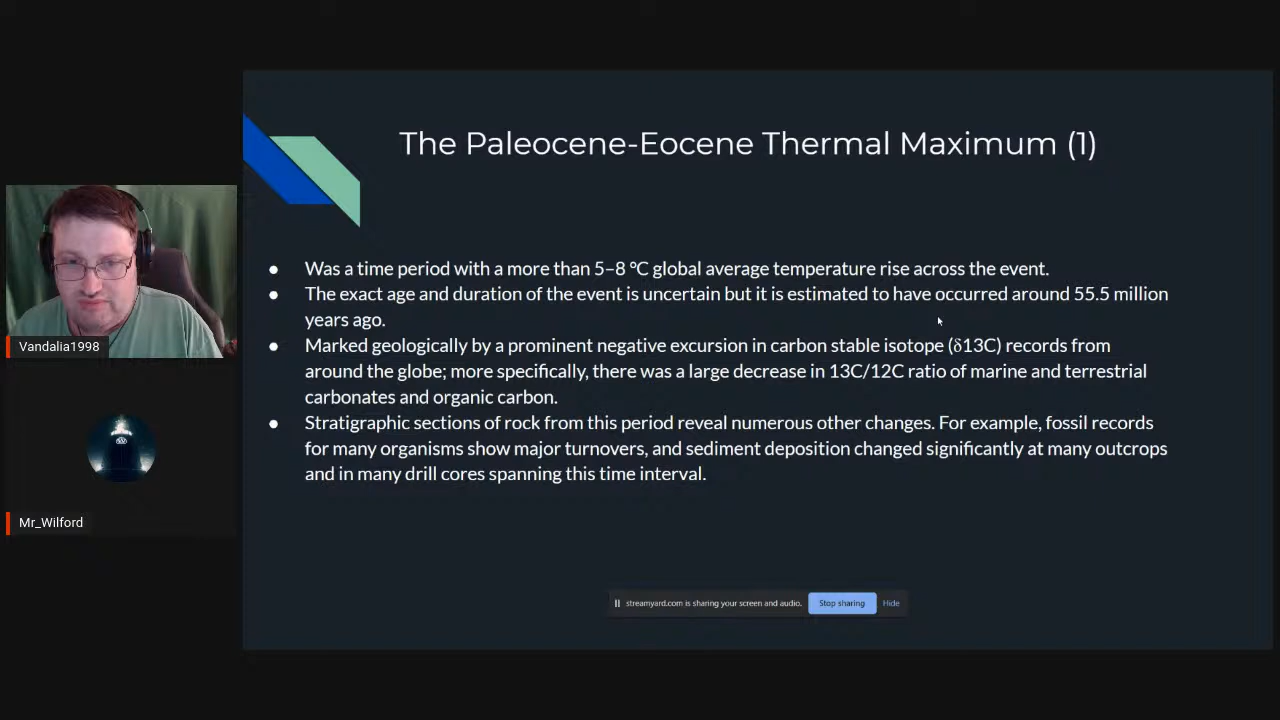 The Paleocene-Eocene Thermal Maximum (1)
● Was a time period with a more than 5–8 °C global average temperature rise across the event.
● The exact age and duration of the event is uncertain but it is estimated to have occurred around 55.5 million
years ago.
● Marked geologically by a prominent negative excursion in carbon stable isotope (δ13C) records from
around the globe; more specifically, there was a large decrease in 13C/12C ratio of marine and terrestrial
carbonates and organic carbon.
● Stratigraphic sections of rock from this period reveal numerous other changes. For example, fossil records
for many organisms show major turnovers, and sediment deposition changed significantly at many outcrops
and in many drill cores spanning this time interval.
Vandalia1998
Mr_Wilford
streamyard.com is sharing your screen and audio. Stop sharing Hide